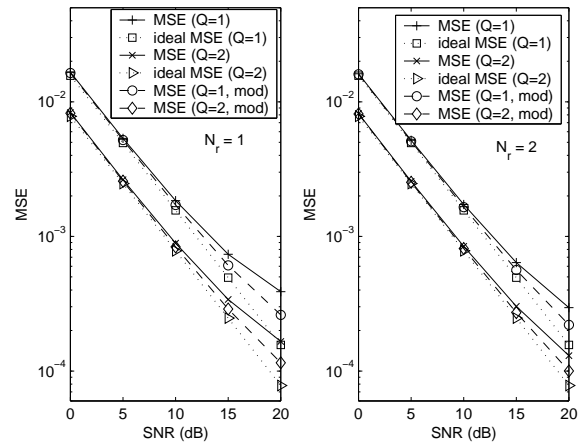 MSE (Q=1)
ideal MSE (Q=1)
MSE (Q=2)
ideal MSE (Q=2)
MSE (Q=1, mod)
MSE (Q=2, mod)
N_r = 1
10^-2
10^-3
10^-4
MSE
0 5 10 15 20
SNR (dB)
MSE (Q=1)
ideal MSE (Q=1)
MSE (Q=2)
ideal MSE (Q=2)
MSE (Q=1, mod)
MSE (Q=2, mod)
N_r = 2
10^-2
10^-3
10^-4
MSE
0 5 10 15 20
SNR (dB)